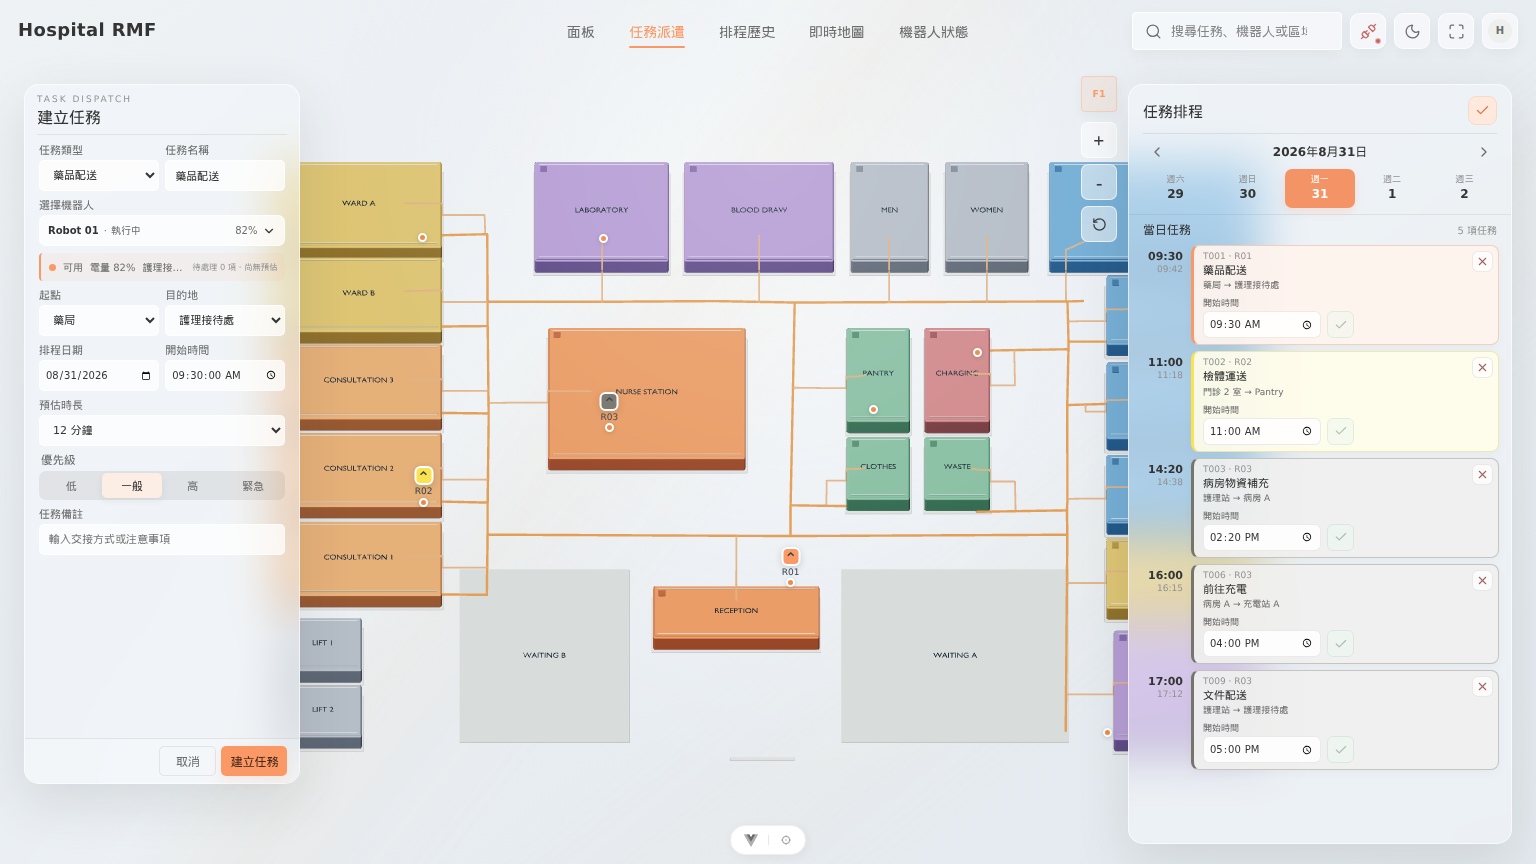 Hospital RMF
面板
任務派遣
排程歷史
即時地圖
機器人狀態
搜尋任務、機器人或區
H
TASK DISPATCH
建立任務
任務類型
任務名稱
藥品配送
藥品配送
選擇機器人
Robot 01 · 執行中
82%
可用 電量 82% 護理接...
待處理 0 項 · 尚無預估
起點
目的地
藥局
護理接待處
排程日期
開始時間
08/31/2026
09:30:00 AM
預估時長
12 分鐘
優先級
低
一般
高
緊急
任務備註
輸入交接方式或注意事項
取消
建立任務
WARD A
WARD B
CONSULTATION 3
CONSULTATION 2
CONSULTATION 1
LIFT 1
LIFT 2
LABORATORY
BLOOD DRAW
MEN
WOMEN
NURSE STATION
R03
R02
R01
PANTRY
CHARGING
CLOTHES
WASTE
RECEPTION
WAITING B
WAITING A
F1
+
-
任務排程
2026年8月31日
週六
29
週日
30
週一
31
週二
1
週三
2
當日任務
5 項任務
09:30
09:42
T001 · R01
藥品配送
藥局 → 護理接待處
開始時間
09:30 AM
11:00
11:18
T002 · R02
檢體運送
門診 2 室 → Pantry
開始時間
11:00 AM
14:20
14:38
T003 · R03
病房物資補充
護理站 → 病房 A
開始時間
02:20 PM
16:00
16:15
T006 · R03
前往充電
病房 A → 充電站 A
開始時間
04:00 PM
17:00
17:12
T009 · R03
文件配送
護理站 → 護理接待處
開始時間
05:00 PM